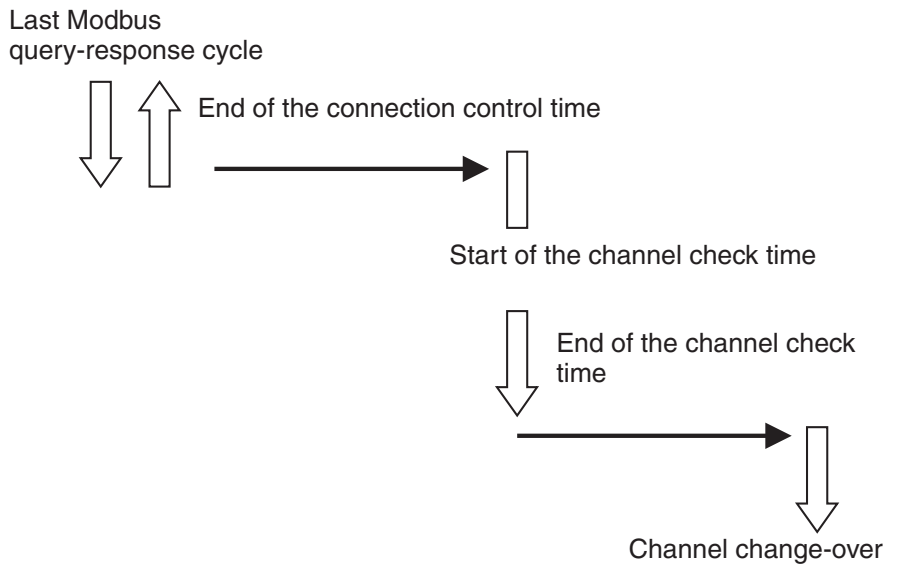 Last Modbus
query-response cycle
End of the connection control time
Start of the channel check time
End of the channel check
time
Channel change-over